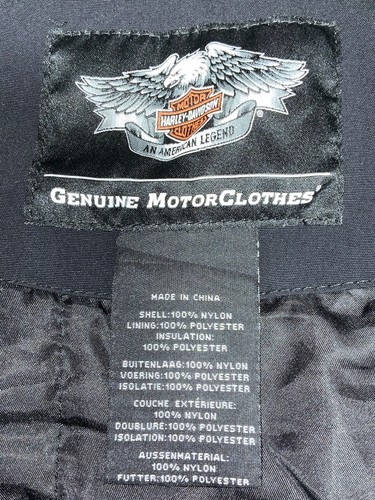 MOTOR
HARLEY-DAVIDSON
CLOTHES
AN AMERICAN LEGEND
®
GENUINE MOTORCLOTHES®
MADE IN CHINA
SHELL:100% NYLON
LINING:100% POLYESTER
INSULATION:
100% POLYESTER
BUITENLAAG:100% NYLON
VOERING:100% POLYESTER
ISOLATIE:100% POLYESTER
COUCHE EXTÉRIEURE:
100% NYLON
DOUBLURE:100% POLYESTER
ISOLATION:100% POLYESTER
AUSSENMATERIAL:
100% NYLON
FUTTER:100% POLYESTER